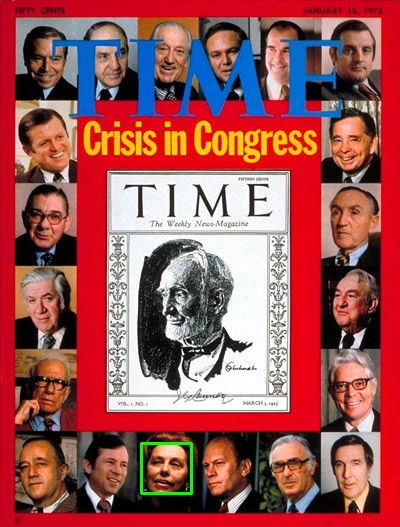 FIFTY CENTS
JANUARY 15, 1973
TIME
Crisis in Congress
FIFTEEN CENTS
TIME
The Weekly News-Magazine
VOL. 1, NO. 1
MARCH 3, 1923